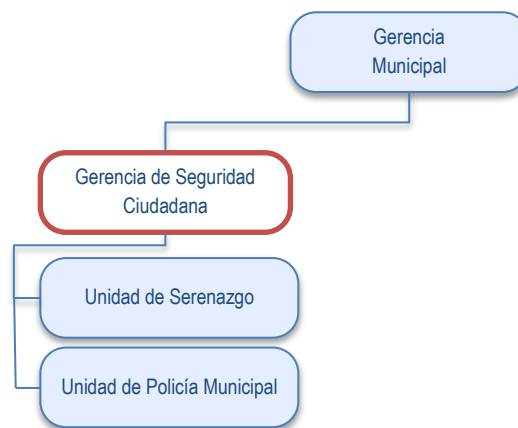 Gerencia
Municipal
Gerencia de Seguridad
Ciudadana
Unidad de Serenazgo
Unidad de Policía Municipal